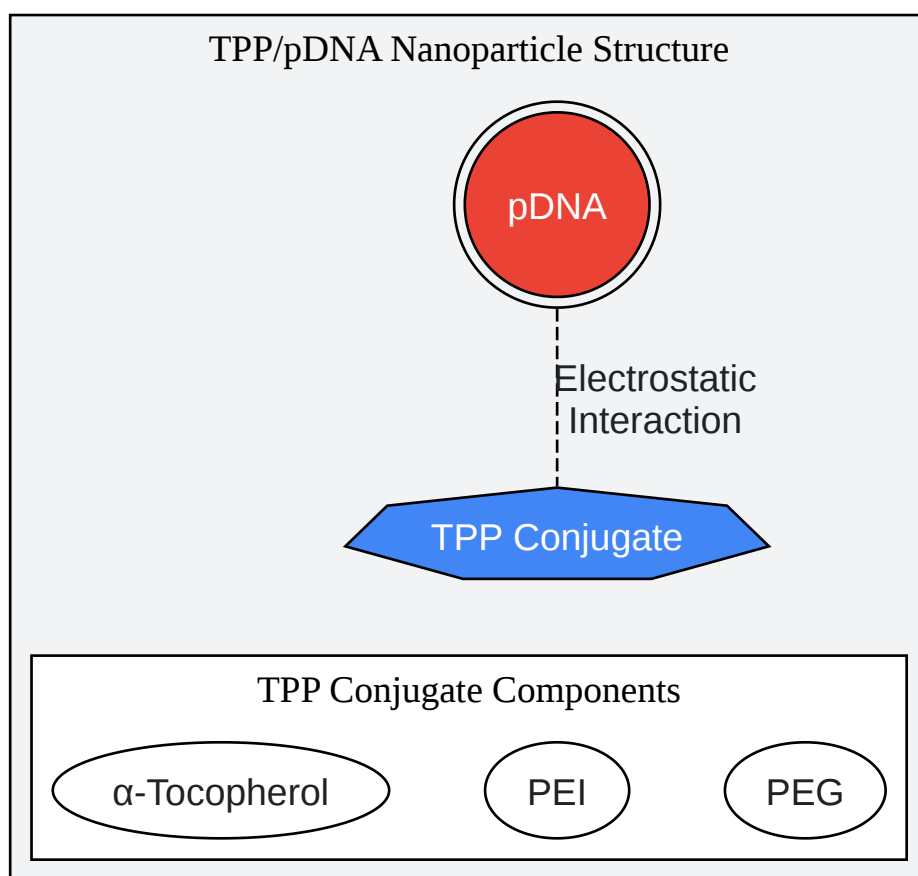 TPP/pDNA Nanoparticle Structure
pDNA
Electrostatic
Interaction
TPP Conjugate
TPP Conjugate Components
α-Tocopherol PEI PEG